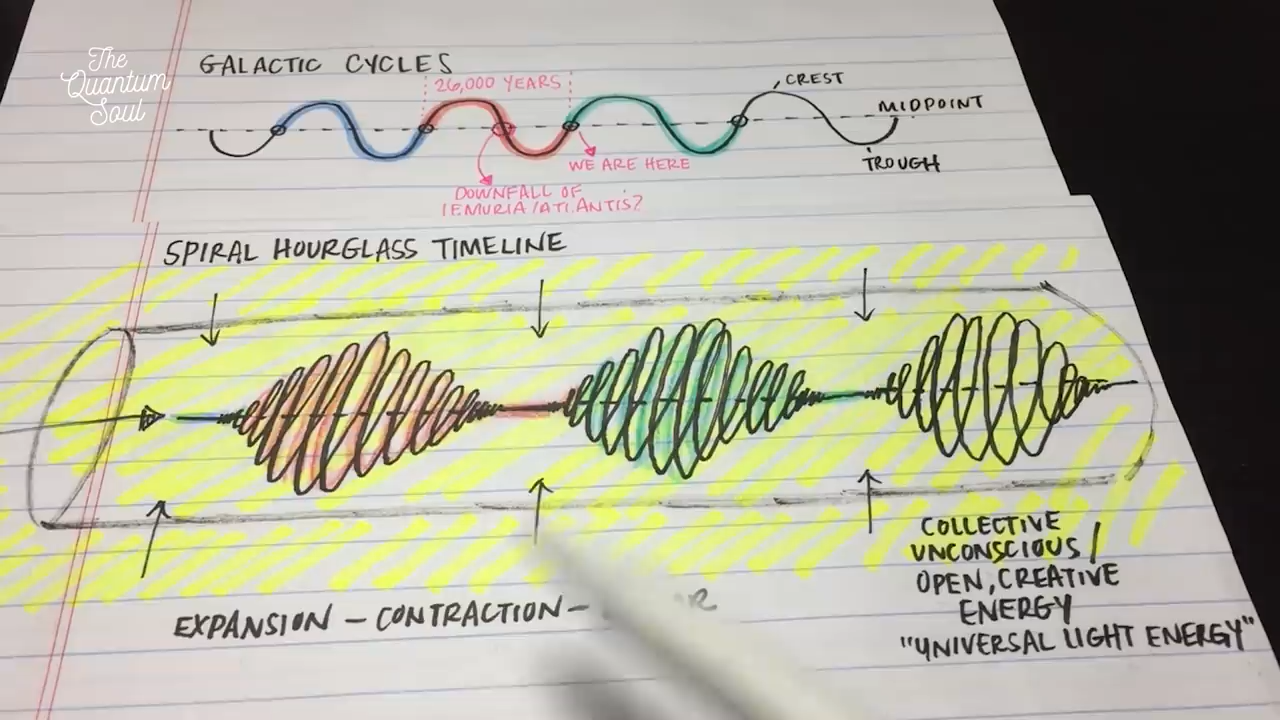 The
Quantum
Soul
GALACTIC CYCLES
26,000 YEARS
CREST
MIDPOINT
WE ARE HERE
TROUGH
DOWNFALL OF
LEMURIA/ATLANTIS?
SPIRAL HOURGLASS TIMELINE
EXPANSION - CONTRACTION -
COLLECTIVE
UNCONSCIOUS/
OPEN, CREATIVE
ENERGY
"UNIVERSAL LIGHT ENERGY"